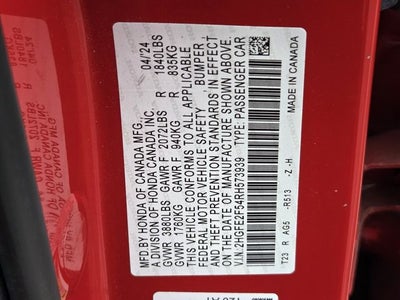 MFD. BY HONDA OF CANADA MFG. 04/24
A DIVISION OF HONDA CANADA INC.
GVWR 3880LBS GAWR F 2072LBS R 1840LBS
GVWR 1760KG GAWR F 940KG R 835KG
THIS VEHICLE CONFORMS TO ALL APPLICABLE
FEDERAL MOTOR VEHICLE SAFETY, BUMPER
AND THEFT PREVENTION STANDARDS IN EFFECT
ON THE DATE OF MANUFACTURE SHOWN ABOVE.
V.I.N.:2HGFE2F54RH573939 TYPE:PASSENGER CAR
T23 R AG5 -R513 -Z -H
MADE IN CANADA